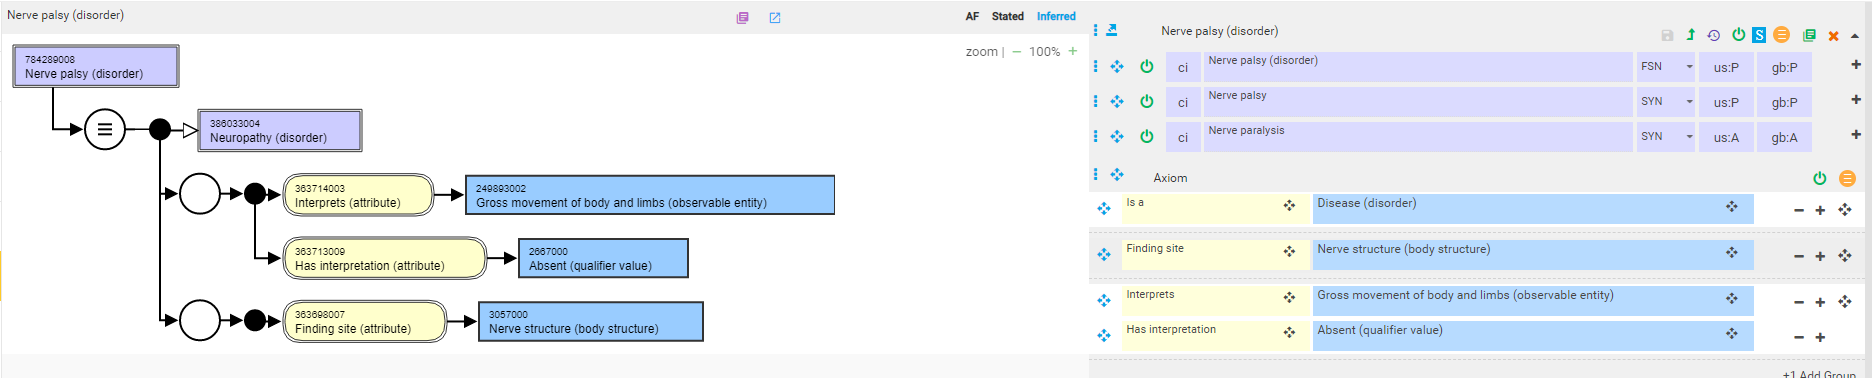 Nerve palsy (disorder)
AF Stated Inferred
zoom | − 100% +
784289008
Nerve palsy (disorder)
386033004
Neuropathy (disorder)
363714003
Interprets (attribute)
249893002
Gross movement of body and limbs (observable entity)
363713009
Has interpretation (attribute)
2667000
Absent (qualifier value)
363698007
Finding site (attribute)
3057000
Nerve structure (body structure)
Nerve palsy (disorder)
S
ci Nerve palsy (disorder) FSN us:P gb:P +
ci Nerve palsy SYN us:P gb:P +
ci Nerve paralysis SYN us:A gb:A +
Axiom
Is a Disease (disorder) − +
Finding site Nerve structure (body structure) − +
Interprets Gross movement of body and limbs (observable entity) − +
Has interpretation Absent (qualifier value) − +
+1 Add Group